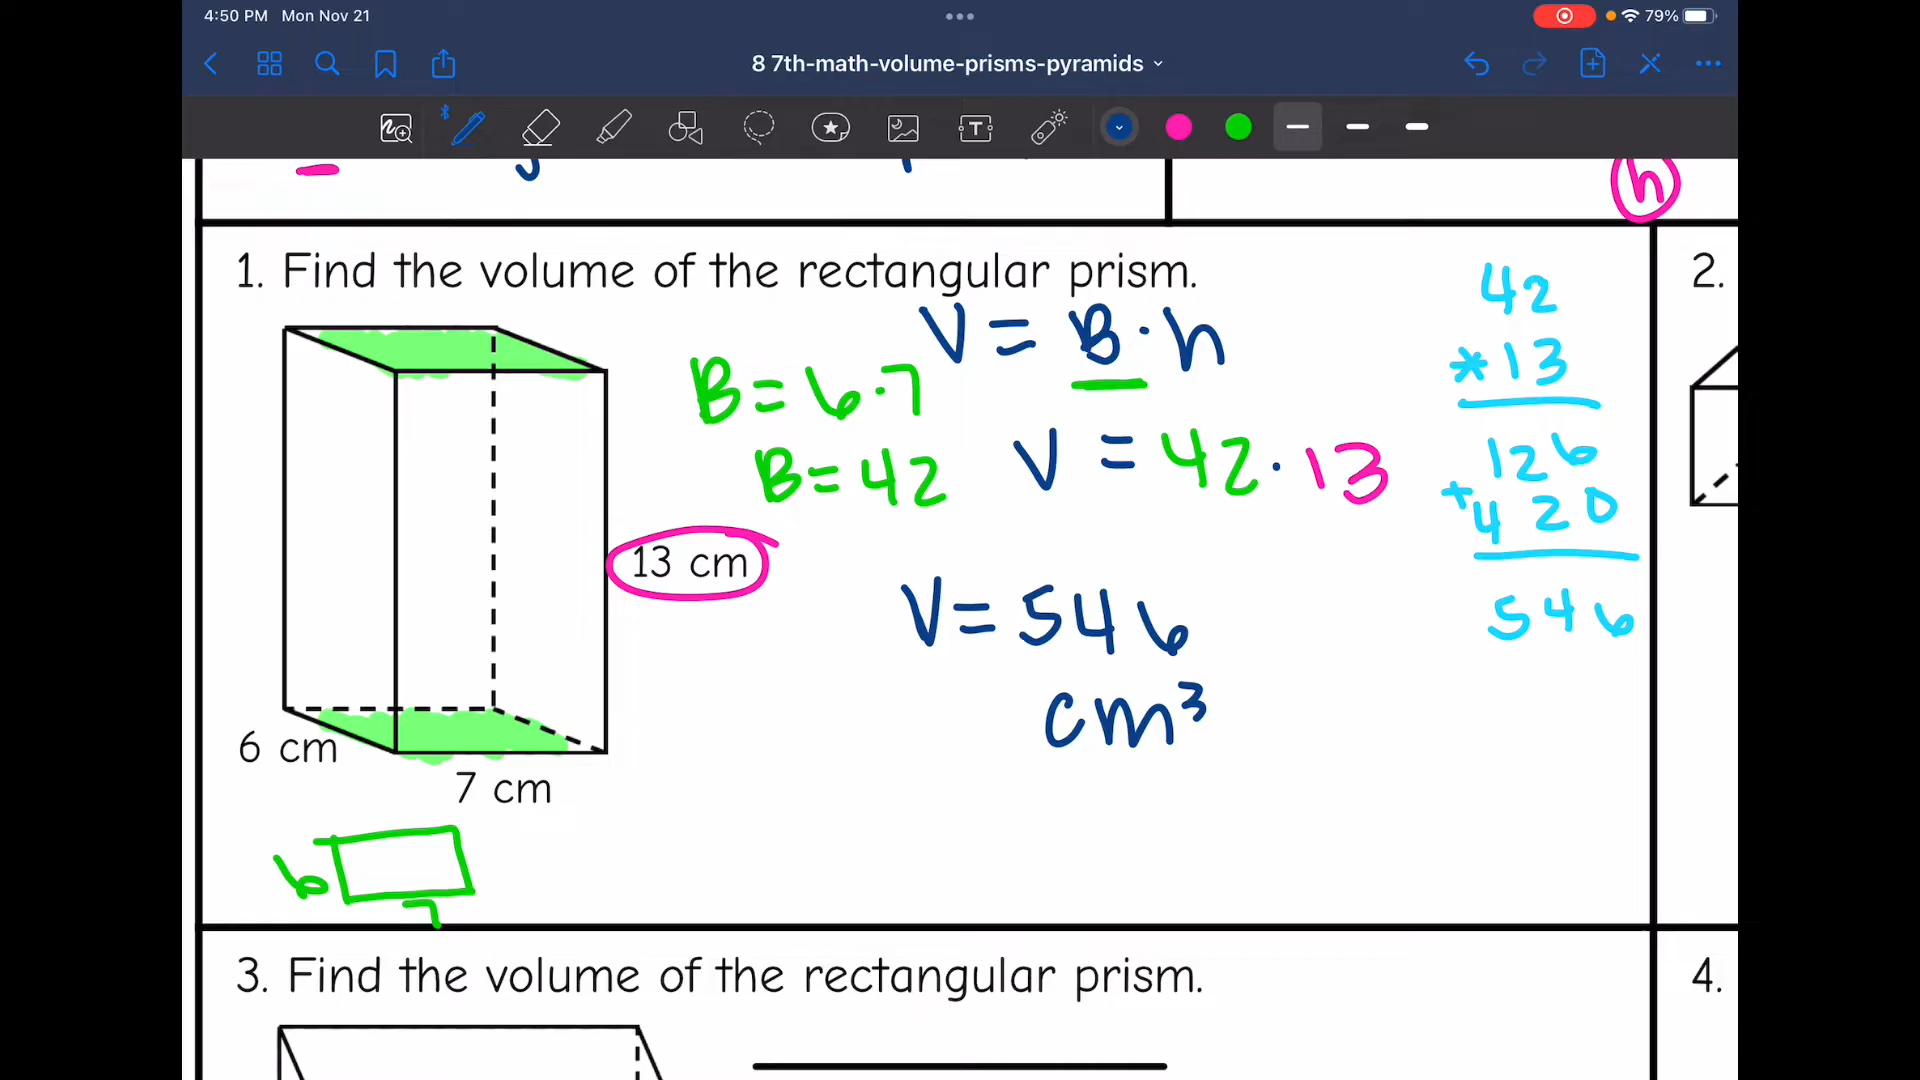 4:50 PM Mon Nov 21
79%
8 7th-math-volume-prisms-pyramids
T
h
1. Find the volume of the rectangular prism.
V = B · h
B = 6 · 7
B = 42
V = 42 · 13
13 cm
V = 546
cm³
6 cm
7 cm
6
7
42
* 13
126
+ 420
546
2.
3. Find the volume of the rectangular prism.
4.